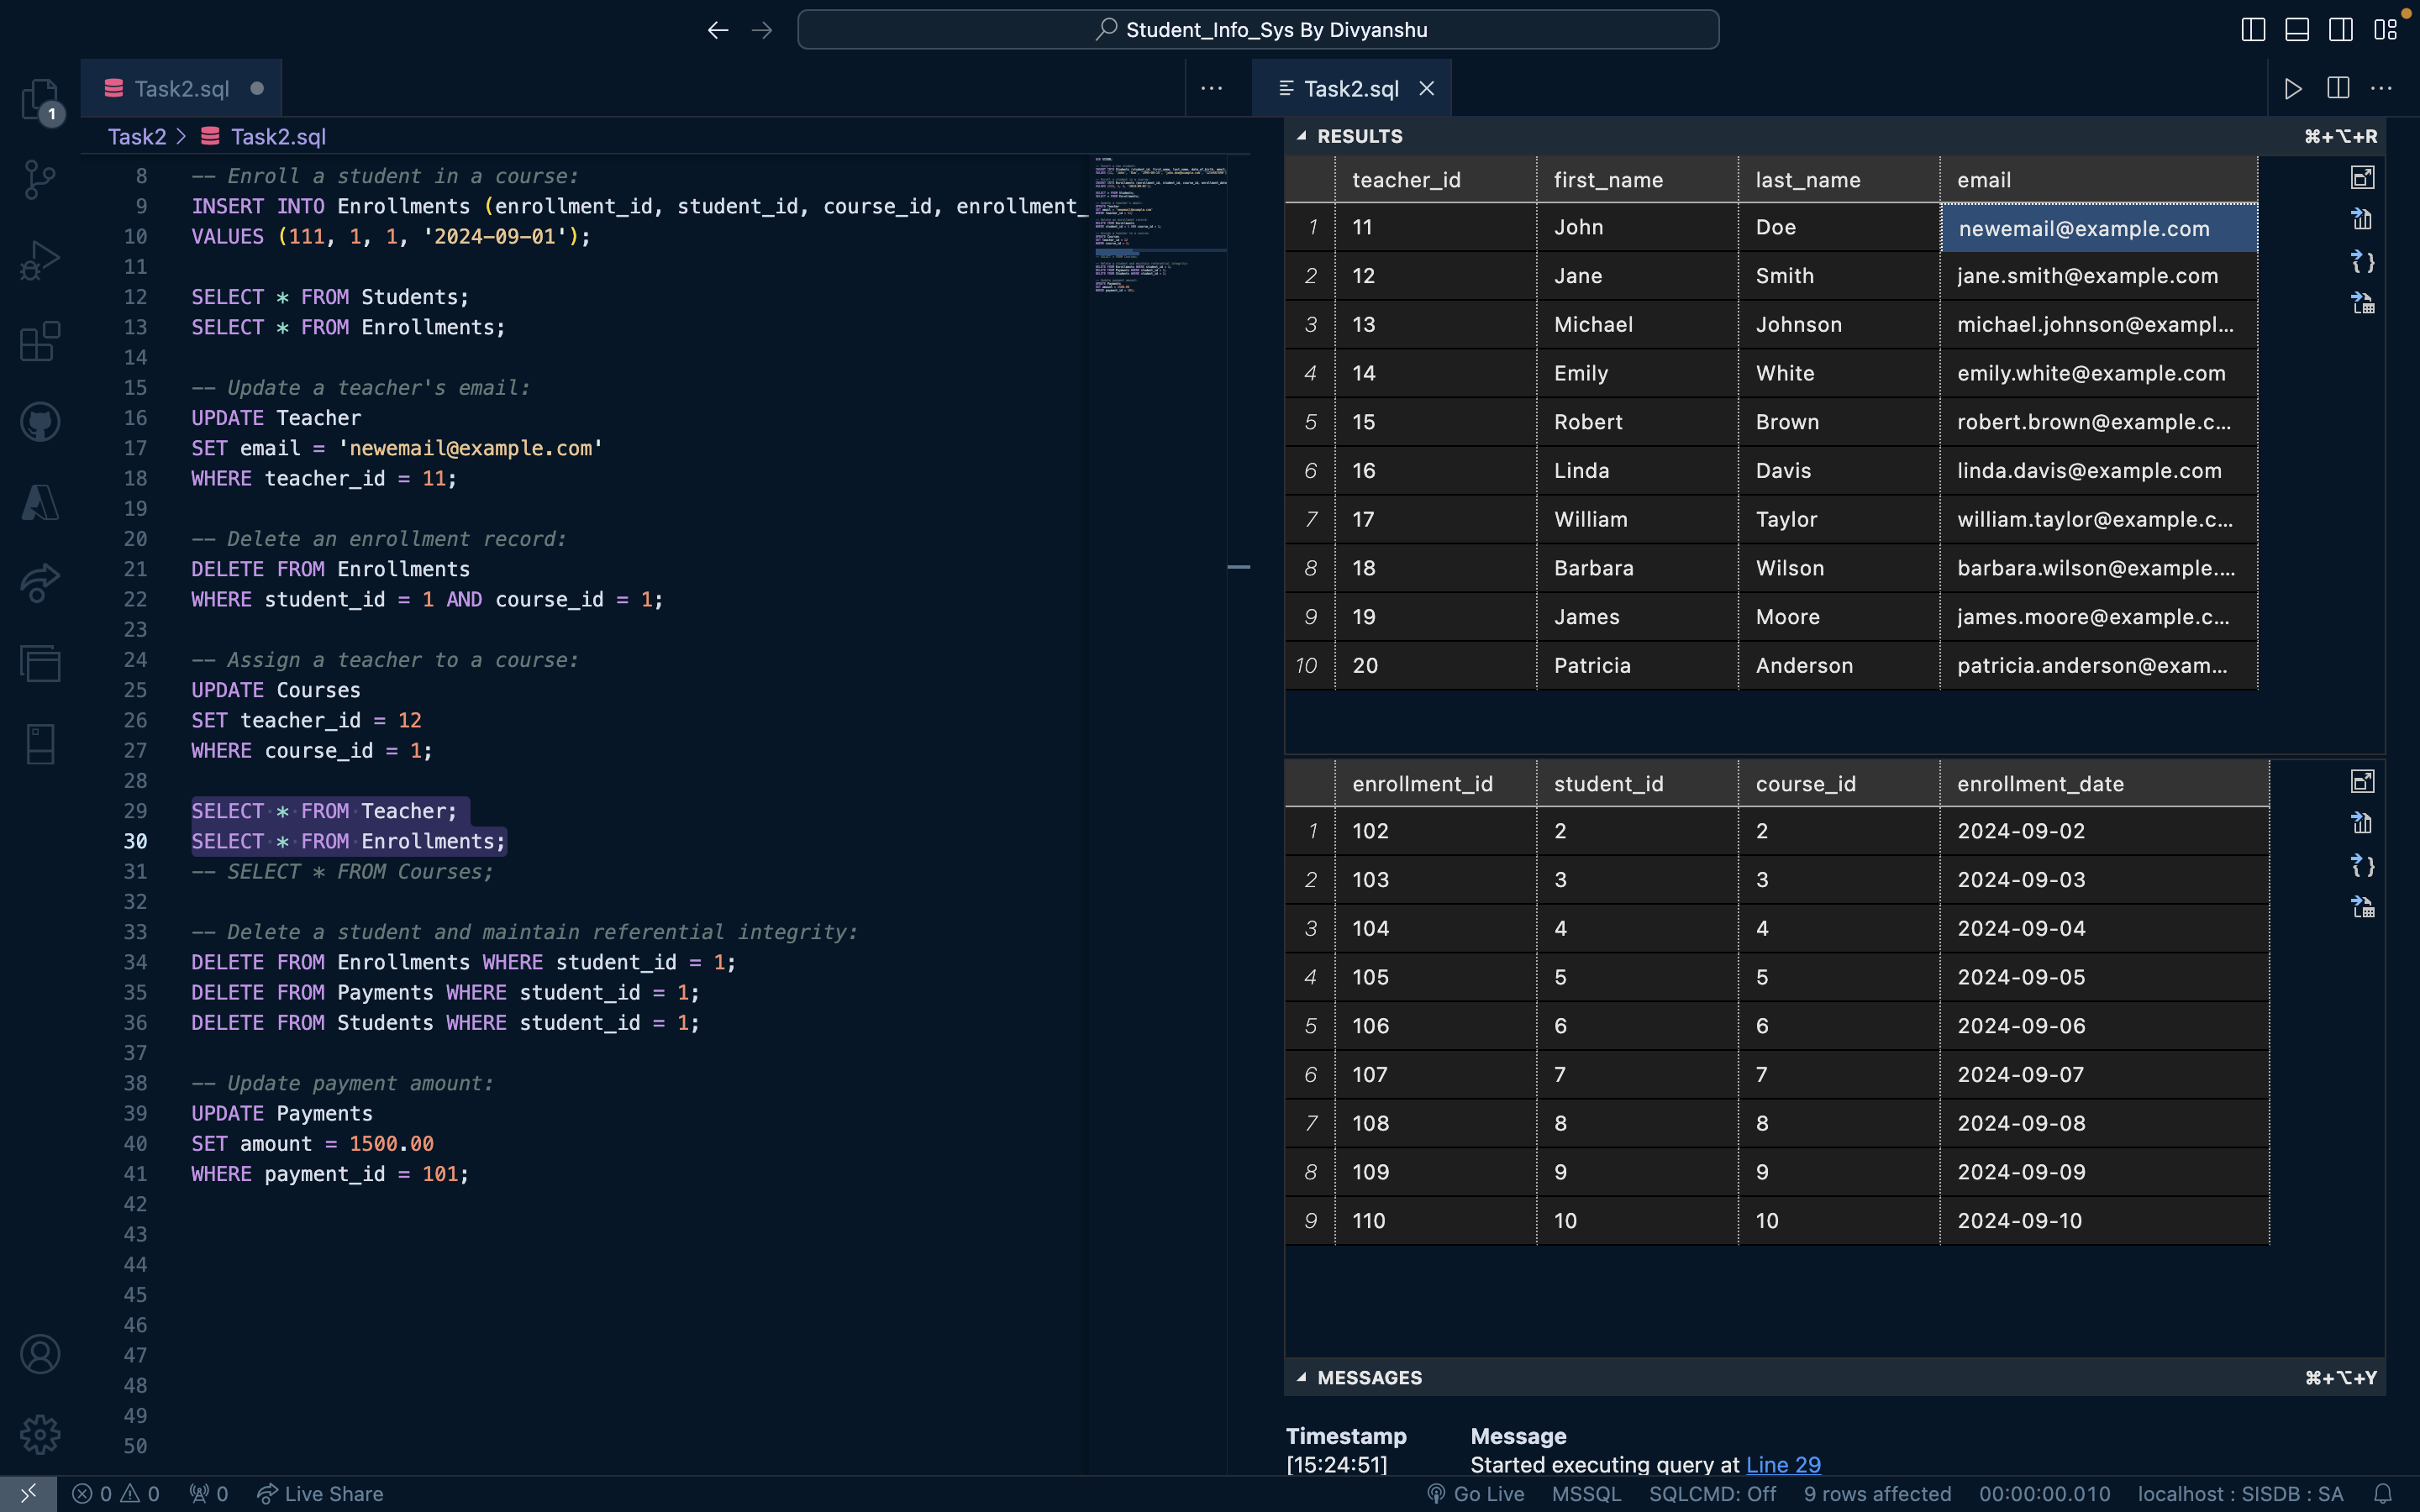 Student_Info_Sys By Divyanshu
Task2.sql
Task2.sql
1
Task2 > Task2.sql
8 -- Enroll a student in a course:
9 INSERT INTO Enrollments (enrollment_id, student_id, course_id, enrollment_
10 VALUES (111, 1, 1, '2024-09-01');
11
12 SELECT * FROM Students;
13 SELECT * FROM Enrollments;
14
15 -- Update a teacher's email:
16 UPDATE Teacher
17 SET email = 'newemail@example.com'
18 WHERE teacher_id = 11;
19
20 -- Delete an enrollment record:
21 DELETE FROM Enrollments
22 WHERE student_id = 1 AND course_id = 1;
23
24 -- Assign a teacher to a course:
25 UPDATE Courses
26 SET teacher_id = 12
27 WHERE course_id = 1;
28
29 SELECT * FROM Teacher;
30 SELECT * FROM Enrollments;
31 -- SELECT * FROM Courses;
32
33 -- Delete a student and maintain referential integrity:
34 DELETE FROM Enrollments WHERE student_id = 1;
35 DELETE FROM Payments WHERE student_id = 1;
36 DELETE FROM Students WHERE student_id = 1;
37
38 -- Update payment amount:
39 UPDATE Payments
40 SET amount = 1500.00
41 WHERE payment_id = 101;
42
43
44
45
46
47
48
49
50
RESULTS ⌘+⌥+R
teacher_id first_name last_name email
1 11 John Doe newemail@example.com
2 12 Jane Smith jane.smith@example.com
3 13 Michael Johnson michael.johnson@exampl...
4 14 Emily White emily.white@example.com
5 15 Robert Brown robert.brown@example.c...
6 16 Linda Davis linda.davis@example.com
7 17 William Taylor william.taylor@example.c...
8 18 Barbara Wilson barbara.wilson@example....
9 19 James Moore james.moore@example.c...
10 20 Patricia Anderson patricia.anderson@exam...
enrollment_id student_id course_id enrollment_date
1 102 2 2 2024-09-02
2 103 3 3 2024-09-03
3 104 4 4 2024-09-04
4 105 5 5 2024-09-05
5 106 6 6 2024-09-06
6 107 7 7 2024-09-07
7 108 8 8 2024-09-08
8 109 9 9 2024-09-09
9 110 10 10 2024-09-10
MESSAGES ⌘+⌥+Y
Timestamp Message
[15:24:51] Started executing query at Line 29
0 0 0 Live Share Go Live MSSQL SQLCMD: Off 9 rows affected 00:00:00.010 localhost : SISDB : SA